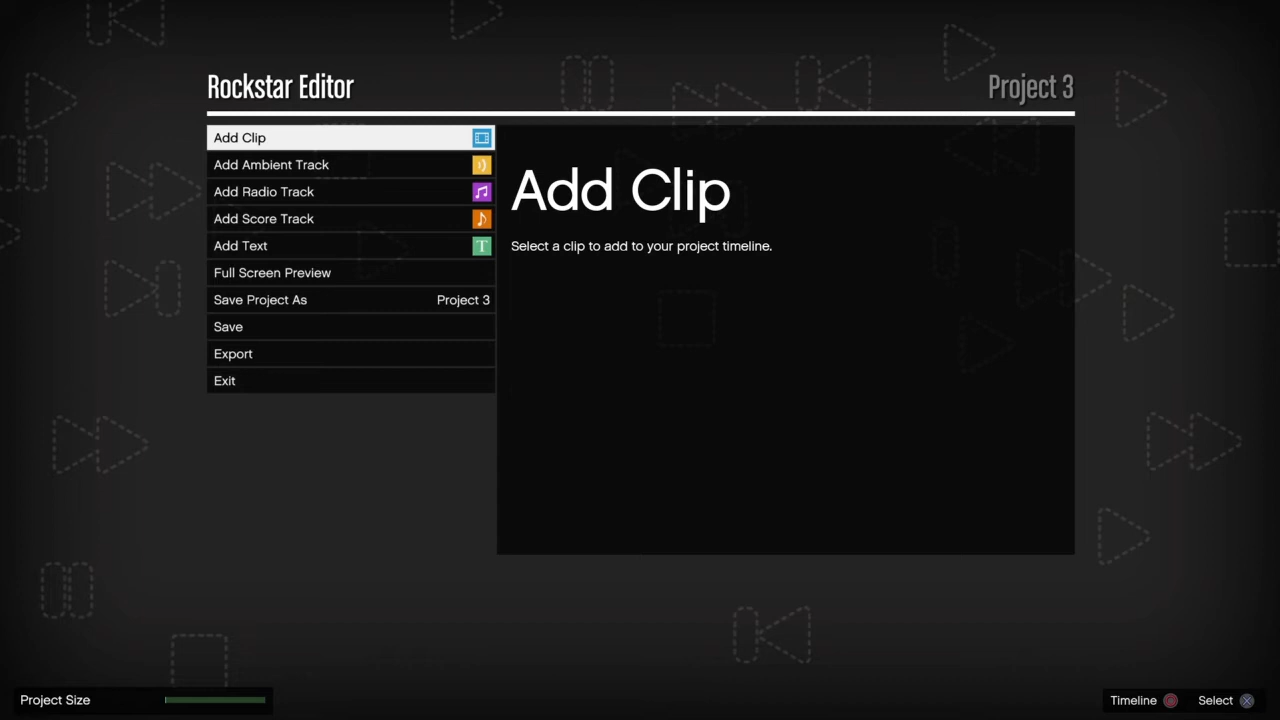 Rockstar Editor
Project 3
Add Clip
Add Ambient Track
Add Radio Track
Add Score Track
Add Text
T
Full Screen Preview
Save Project As Project 3
Save
Export
Exit
Add Clip
Select a clip to add to your project timeline.
Project Size
Timeline
Select